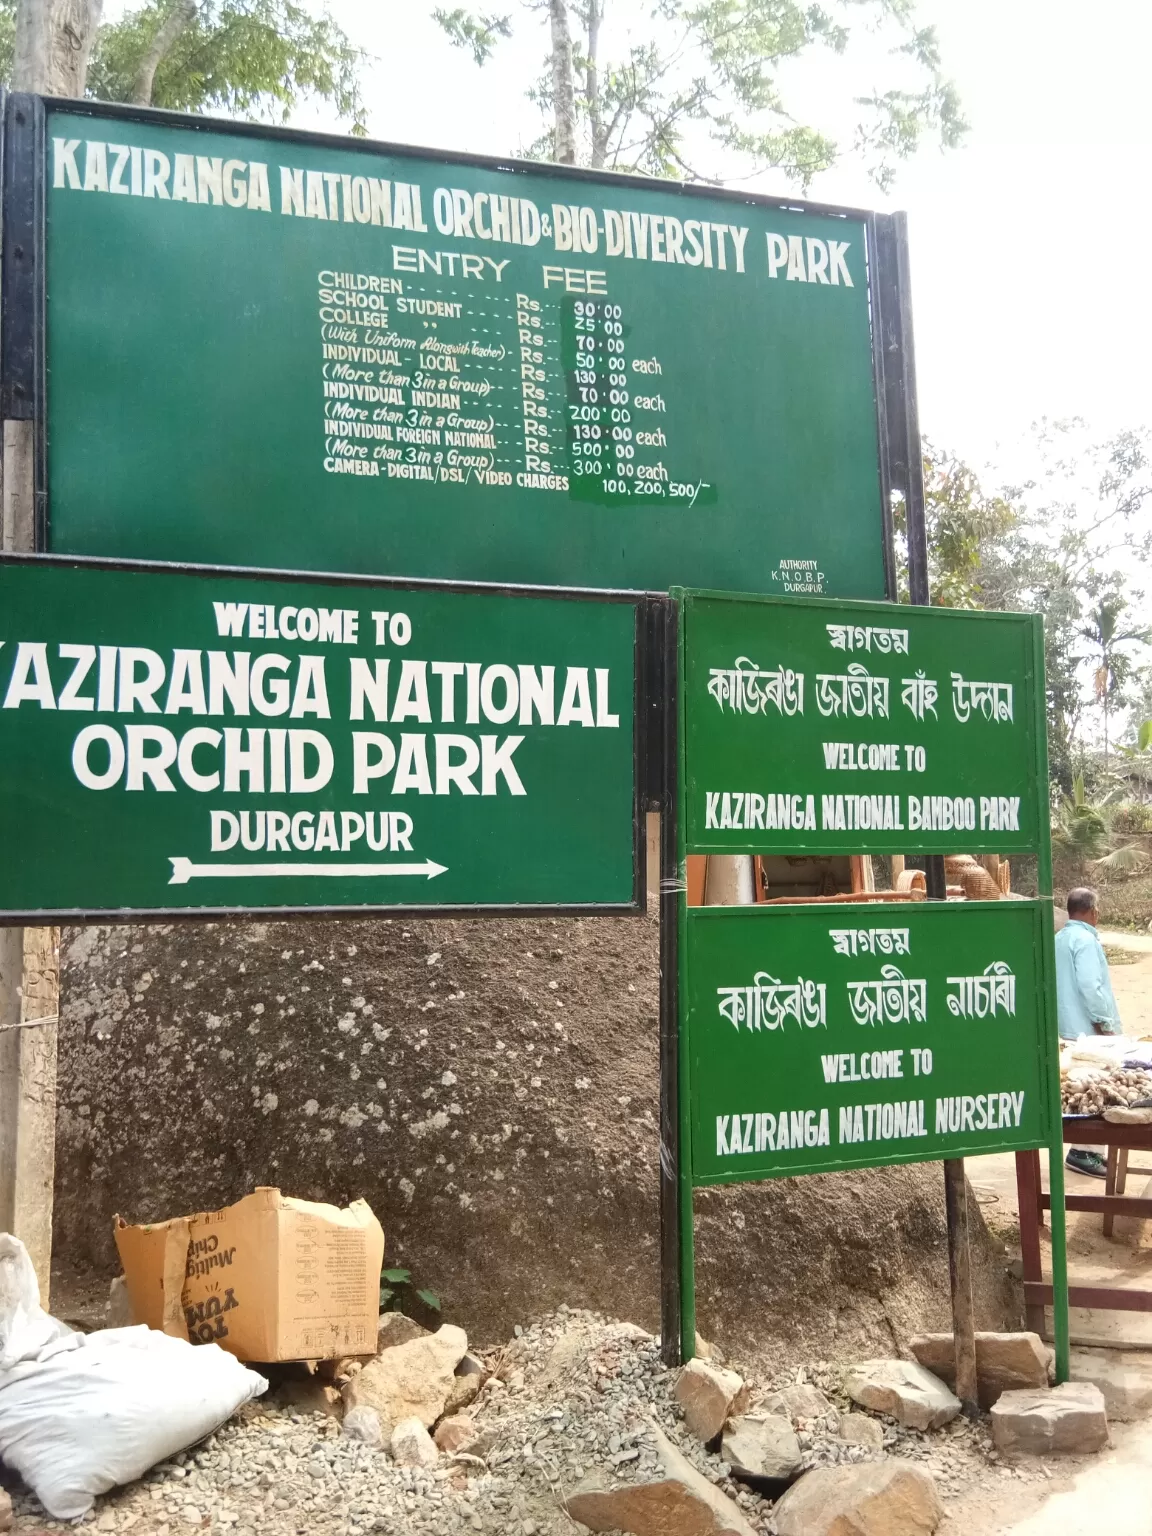 KAZIRANGA NATIONAL ORCHID & BIO-DIVERSITY PARK
ENTRY FEE
CHILDREN - - - - - - - - Rs. - - - 30.00
SCHOOL STUDENT - - - - Rs. - - - 25.00
COLLEGE ,, - - - - Rs. - - - 70.00
(With Uniform Alongwith Teacher) - Rs. - - - 50.00 each
INDIVIDUAL - LOCAL - - - - Rs. - - - 130.00
(More than 3 in a Group) - - - Rs. - - - 70.00 each
INDIVIDUAL INDIAN - - - - Rs. - - - 200.00
(More than 3 in a Group) - - - Rs. - - - 130.00 each
INDIVIDUAL FOREIGN NATIONAL - - - Rs. - - - 500.00
(More than 3 in a Group) - - - Rs. - - - 300.00 each
CAMERA-DIGITAL/DSL/VIDEO CHARGES 100, 200, 500/-
AUTHORITY
K.N.O.B.P.
DURGAPUR.
WELCOME TO
KAZIRANGA NATIONAL
ORCHID PARK
DURGAPUR
স্বাগতম
কাজিৰঙা জাতীয় বাঁহ উদ্যান
WELCOME TO
KAZIRANGA NATIONAL BAMBOO PARK
স্বাগতম
কাজিৰঙা জাতীয় নাৰ্চাৰী
WELCOME TO
KAZIRANGA NATIONAL NURSERY
Multig
Chip
YUM